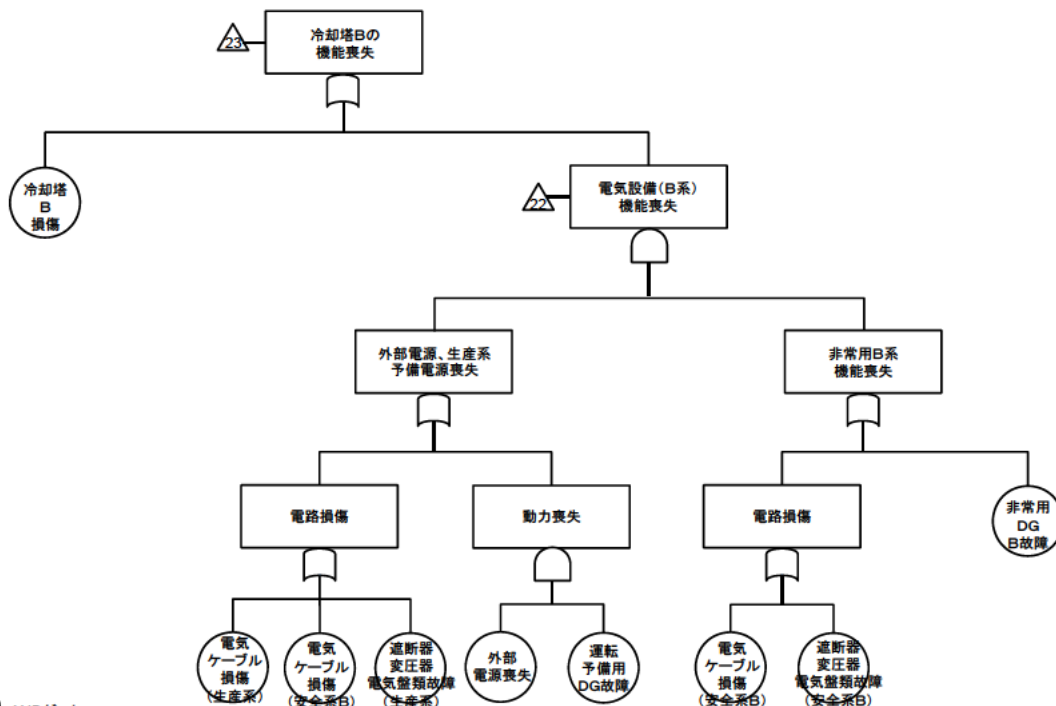 23
冷却塔Bの
機能喪失
冷却塔
B
損傷
22
電気設備(B系)
機能喪失
外部電源、生産系
予備電源喪失
非常用B系
機能喪失
電路損傷
動力喪失
電路損傷
非常用
DG
B故障
電気
ケーブル
損傷
(生産系)
電気
ケーブル
損傷
(安全系B)
遮断器
変圧器
電気盤類故障
(生産系)
外部
電源喪失
運転
予備用
DG故障
電気
ケーブル
損傷
(安全系B)
遮断器
変圧器
電気盤類故障
(安全系B)